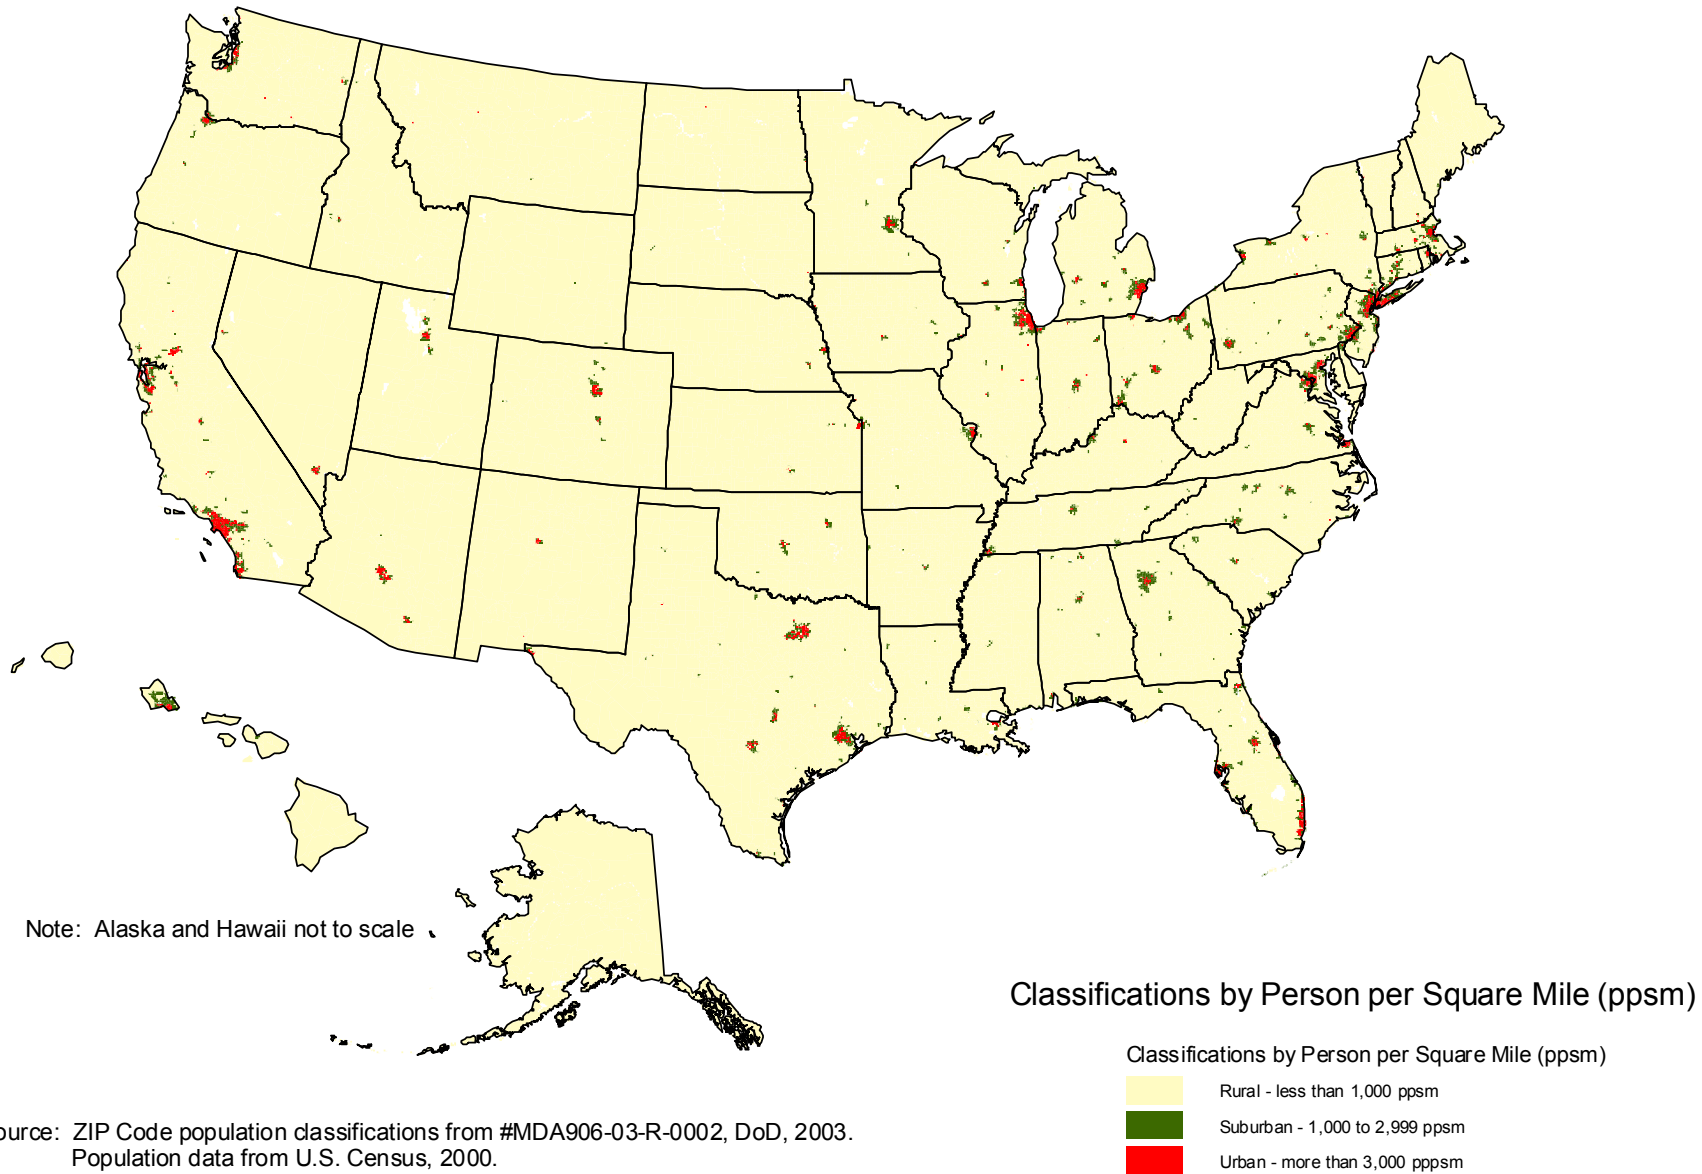 Note: Alaska and Hawaii not to scale
Classifications by Person per Square Mile (ppsm)
Classifications by Person per Square Mile (ppsm)
Rural - less than 1,000 ppsm
Suburban - 1,000 to 2,999 ppsm
Urban - more than 3,000 pppsm
ource: ZIP Code population classifications from #MDA906-03-R-0002, DoD, 2003.
Population data from U.S. Census, 2000.